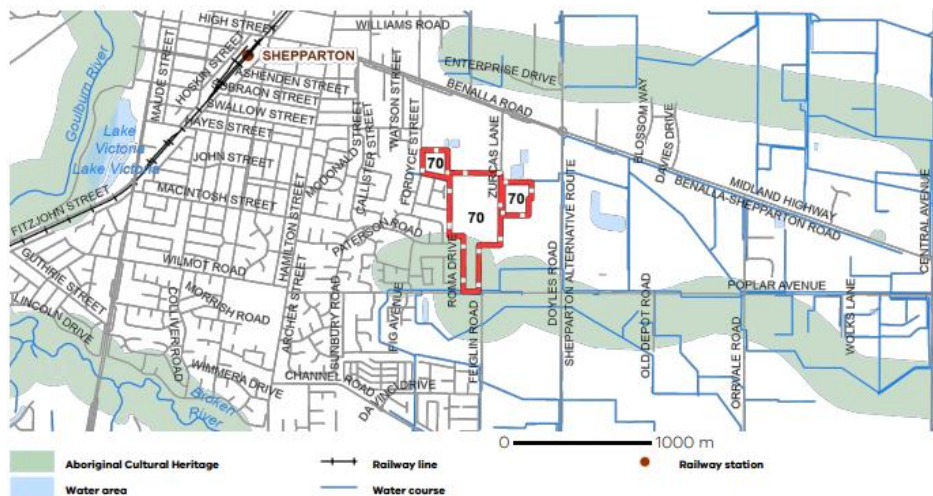 HIGH STREET
WILLIAMS ROAD
HOSKIN STREET
SHEPPARTON
MAUDE STREET
ASHENDEN STREET
SOBRAON STREET
SWALLOW STREET
HAYES STREET
WATSON STREET
STREET
ENTERPRISE DRIVE
BENALLA ROAD
Goulburn River
Lake
Victoria
Lake Victoria
JOHN STREET
MCDONALD
CALLISTER STREET
FORDYCE STREET
ZURCAS LANE
BLOSSOM WAY
DAVIES DRIVE
70
70
70
MACINTOSH STREET
FITZJOHN STREET
MIDLAND HIGHWAY
BENALLA-SHEPPARTON ROAD
CENTRAL AVENUE
PATERSON ROAD
WILMOT ROAD
HAMILTON STREET
ROMA DRIVE
DOYLES ROAD
SHEPPARTON ALTERNATIVE ROUTE
GUTHRIE STREET
LINCOLN DRIVE
MORRISH ROAD
COLLIVER ROAD
ARCHER STREET
SUNBURY ROAD
FIG AVENUE
FEIGLIN ROAD
POPLAR AVENUE
OLD DEPOT ROAD
ORRVALE ROAD
WOLKS LANE
WIMMERA DRIVE
CHANNEL ROAD
DA VINCI DRIVE
Broken
River
0 1000 m
Aboriginal Cultural Heritage
Railway line
Railway station
Water area
Water course